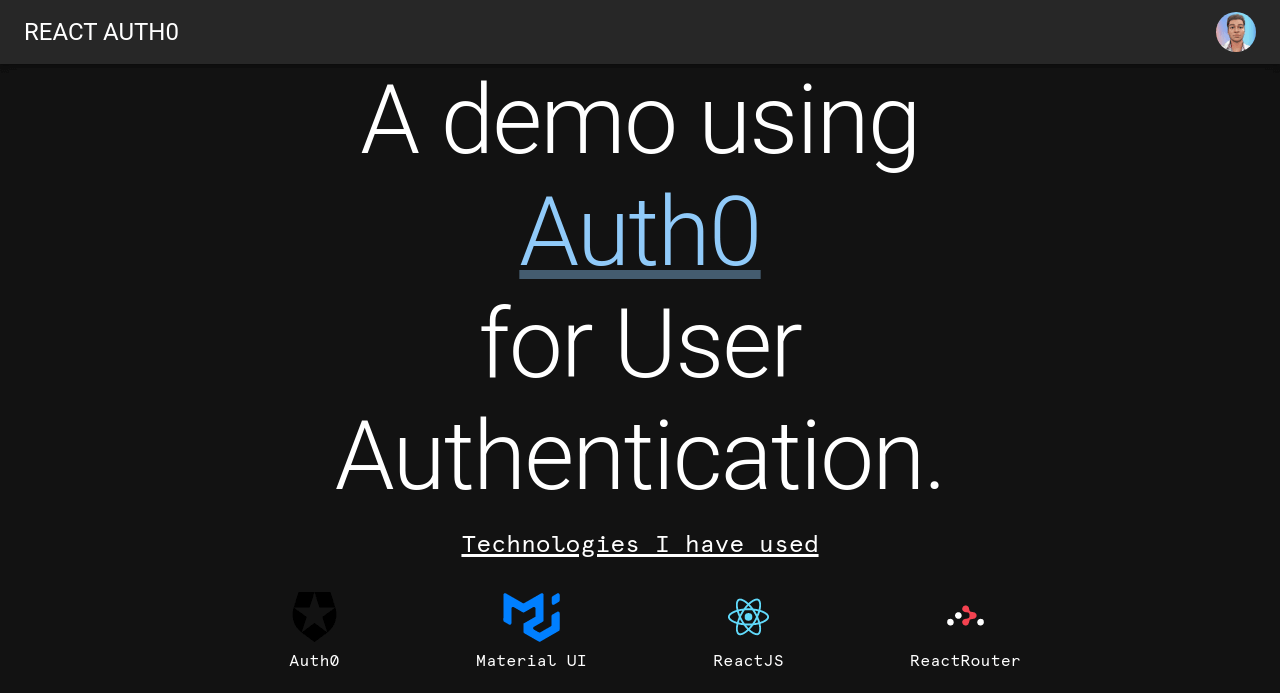 REACT AUTH0
A demo using
Auth0
for User
Authentication.
Technologies I have used
Auth0
Material UI
ReactJS
ReactRouter